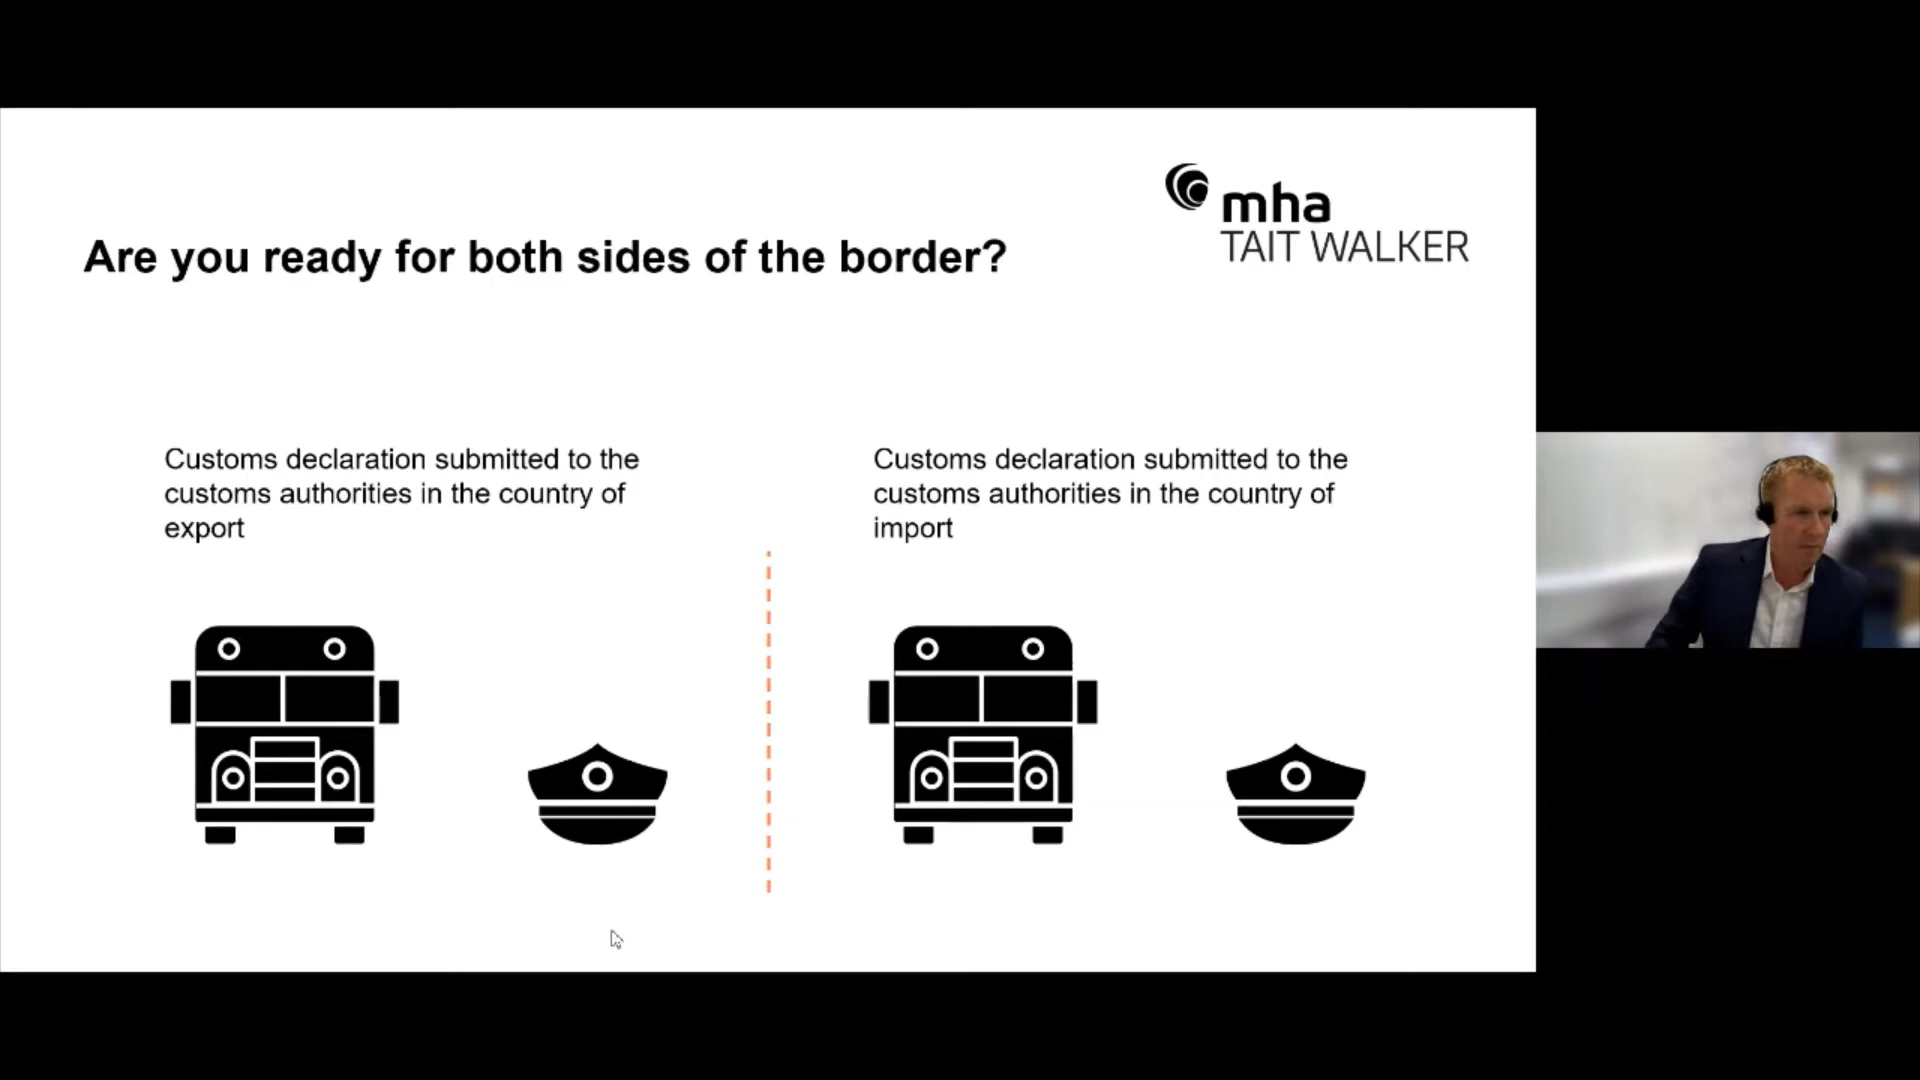 mha
TAIT WALKER
Are you ready for both sides of the border?
Customs declaration submitted to the
customs authorities in the country of
export
Customs declaration submitted to the
customs authorities in the country of
import